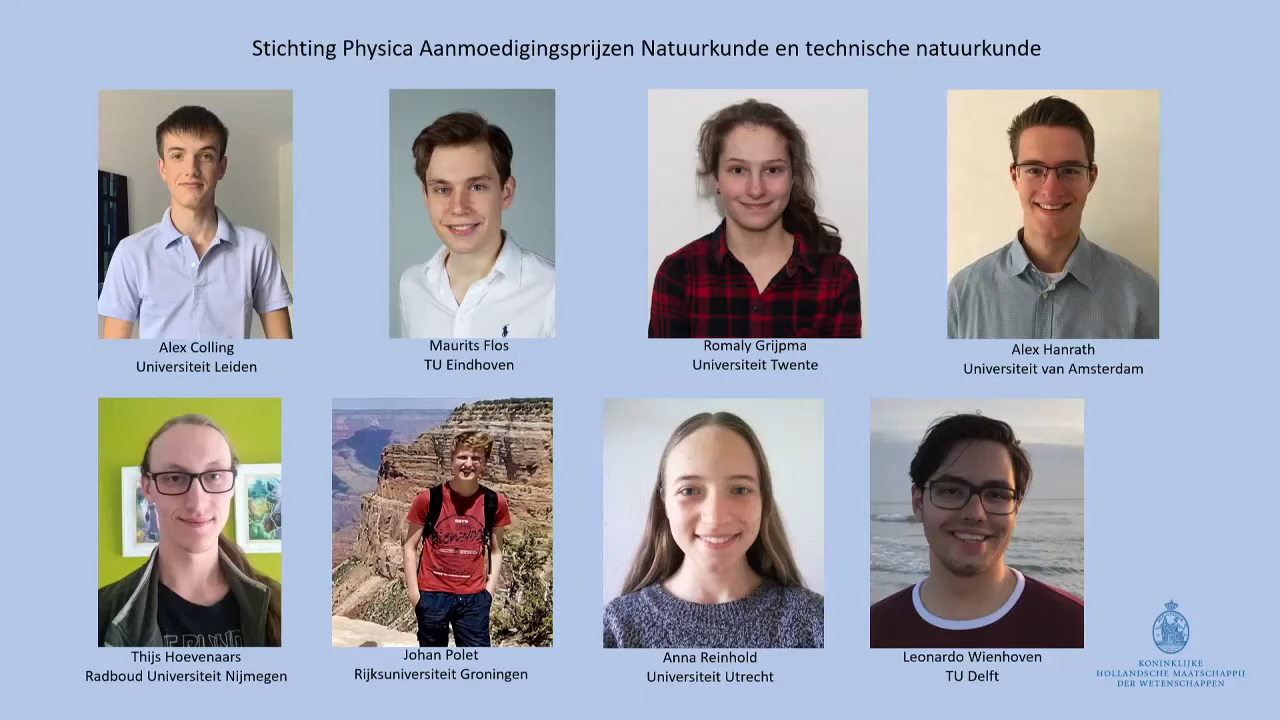 Stichting Physica Aanmoedigingsprijzen Natuurkunde en technische natuurkunde
Alex Colling
Universiteit Leiden
Maurits Flos
TU Eindhoven
Romaly Grijpma
Universiteit Twente
Alex Hanrath
Universiteit van Amsterdam
Thijs Hoevenaars
Radboud Universiteit Nijmegen
Johan Polet
Rijksuniversiteit Groningen
Anna Reinhold
Universiteit Utrecht
Leonardo Wienhoven
TU Delft
KONINKLIJKE
HOLLANDSCHE MAATSCHAPPIJ
DER WETENSCHAPPEN